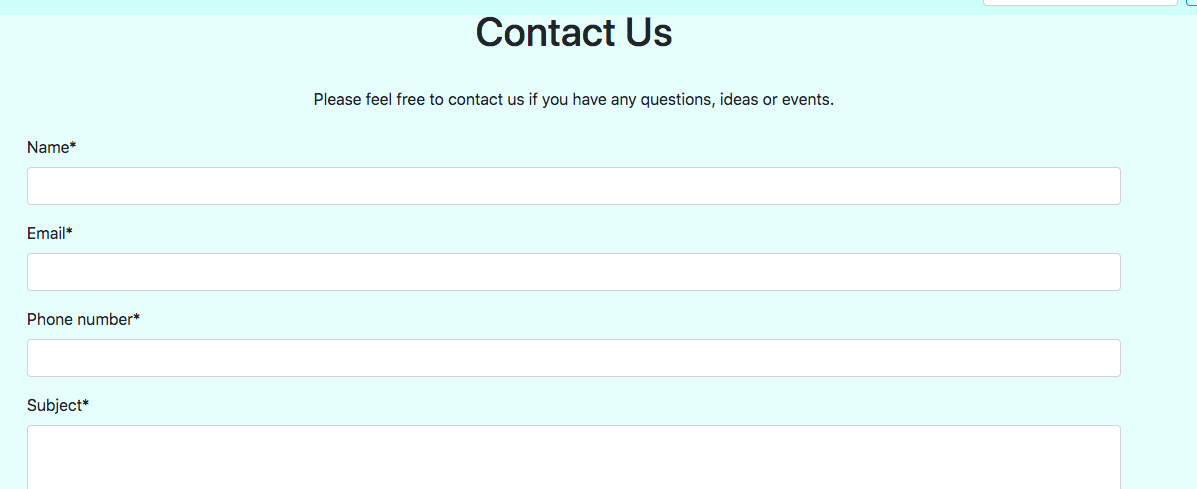 Contact Us
Please feel free to contact us if you have any questions, ideas or events.
Name*
Email*
Phone number*
Subject*